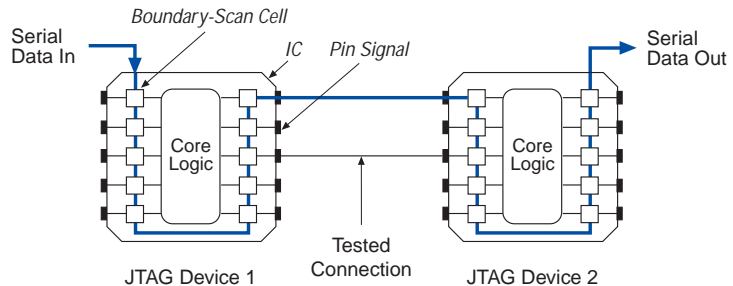 Boundary-Scan Cell
Serial
Data In
IC
Pin Signal
Serial
Data Out
Core
Logic
Core
Logic
Tested
Connection
JTAG Device 1
JTAG Device 2